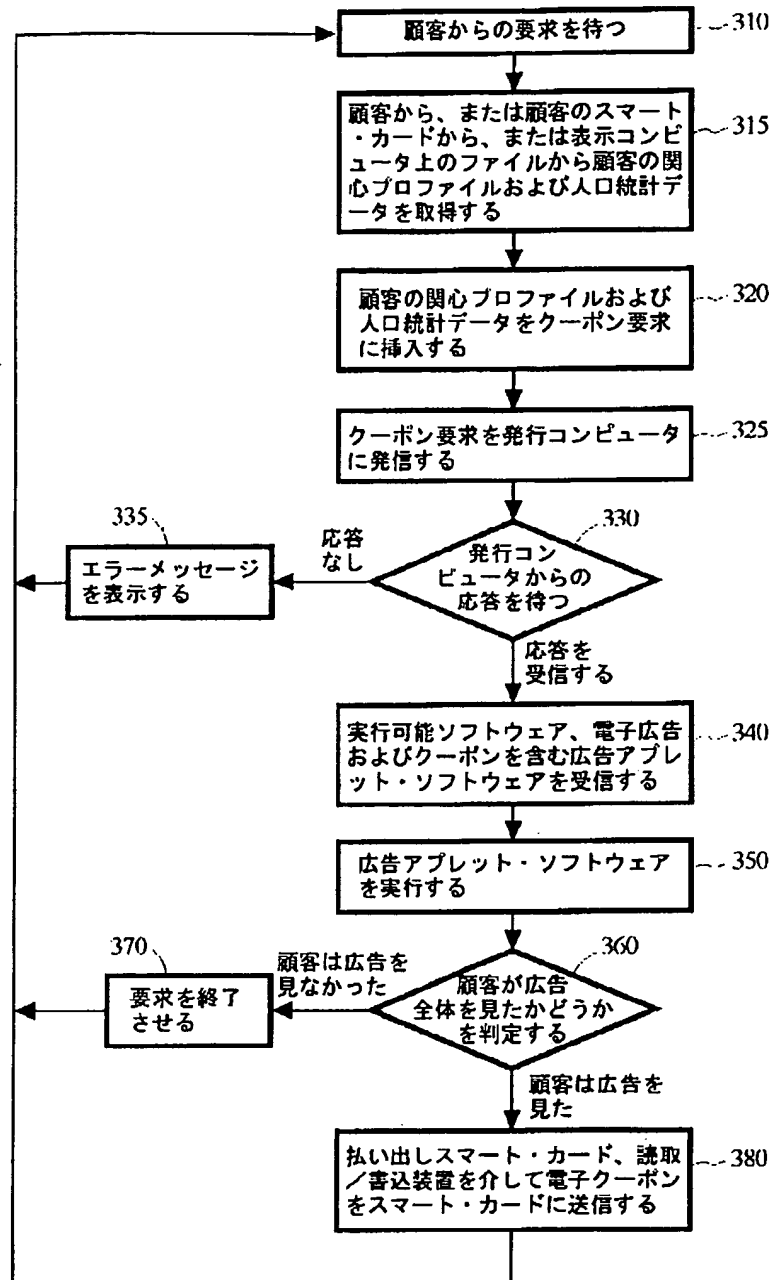 顧客からの要求を待つ
310
顧客から、または顧客のスマート
・カードから、または表示コンピ
ュータ上のファイルから顧客の関
心プロファイルおよび人口統計デ
ータを取得する
315
顧客の関心プロファイルおよび
人口統計データをクーポン要求
に挿入する
320
クーポン要求を発行コンピュータ
に発信する
325
330
発行コン
ピュータからの
応答を待つ
応答
なし
335
エラーメッセージ
を表示する
応答を
受信する
実行可能ソフトウェア、電子広告
およびクーポンを含む広告アプレ
ット・ソフトウェアを受信する
340
広告アプレット・ソフトウェア
を実行する
350
360
顧客が広告
全体を見たかどうか
を判定する
顧客は広告を
見なかった
370
要求を終了
させる
顧客は広告を
見た
払い出しスマート・カード、読取
／書込装置を介して電子クーポン
をスマート・カードに送信する
380